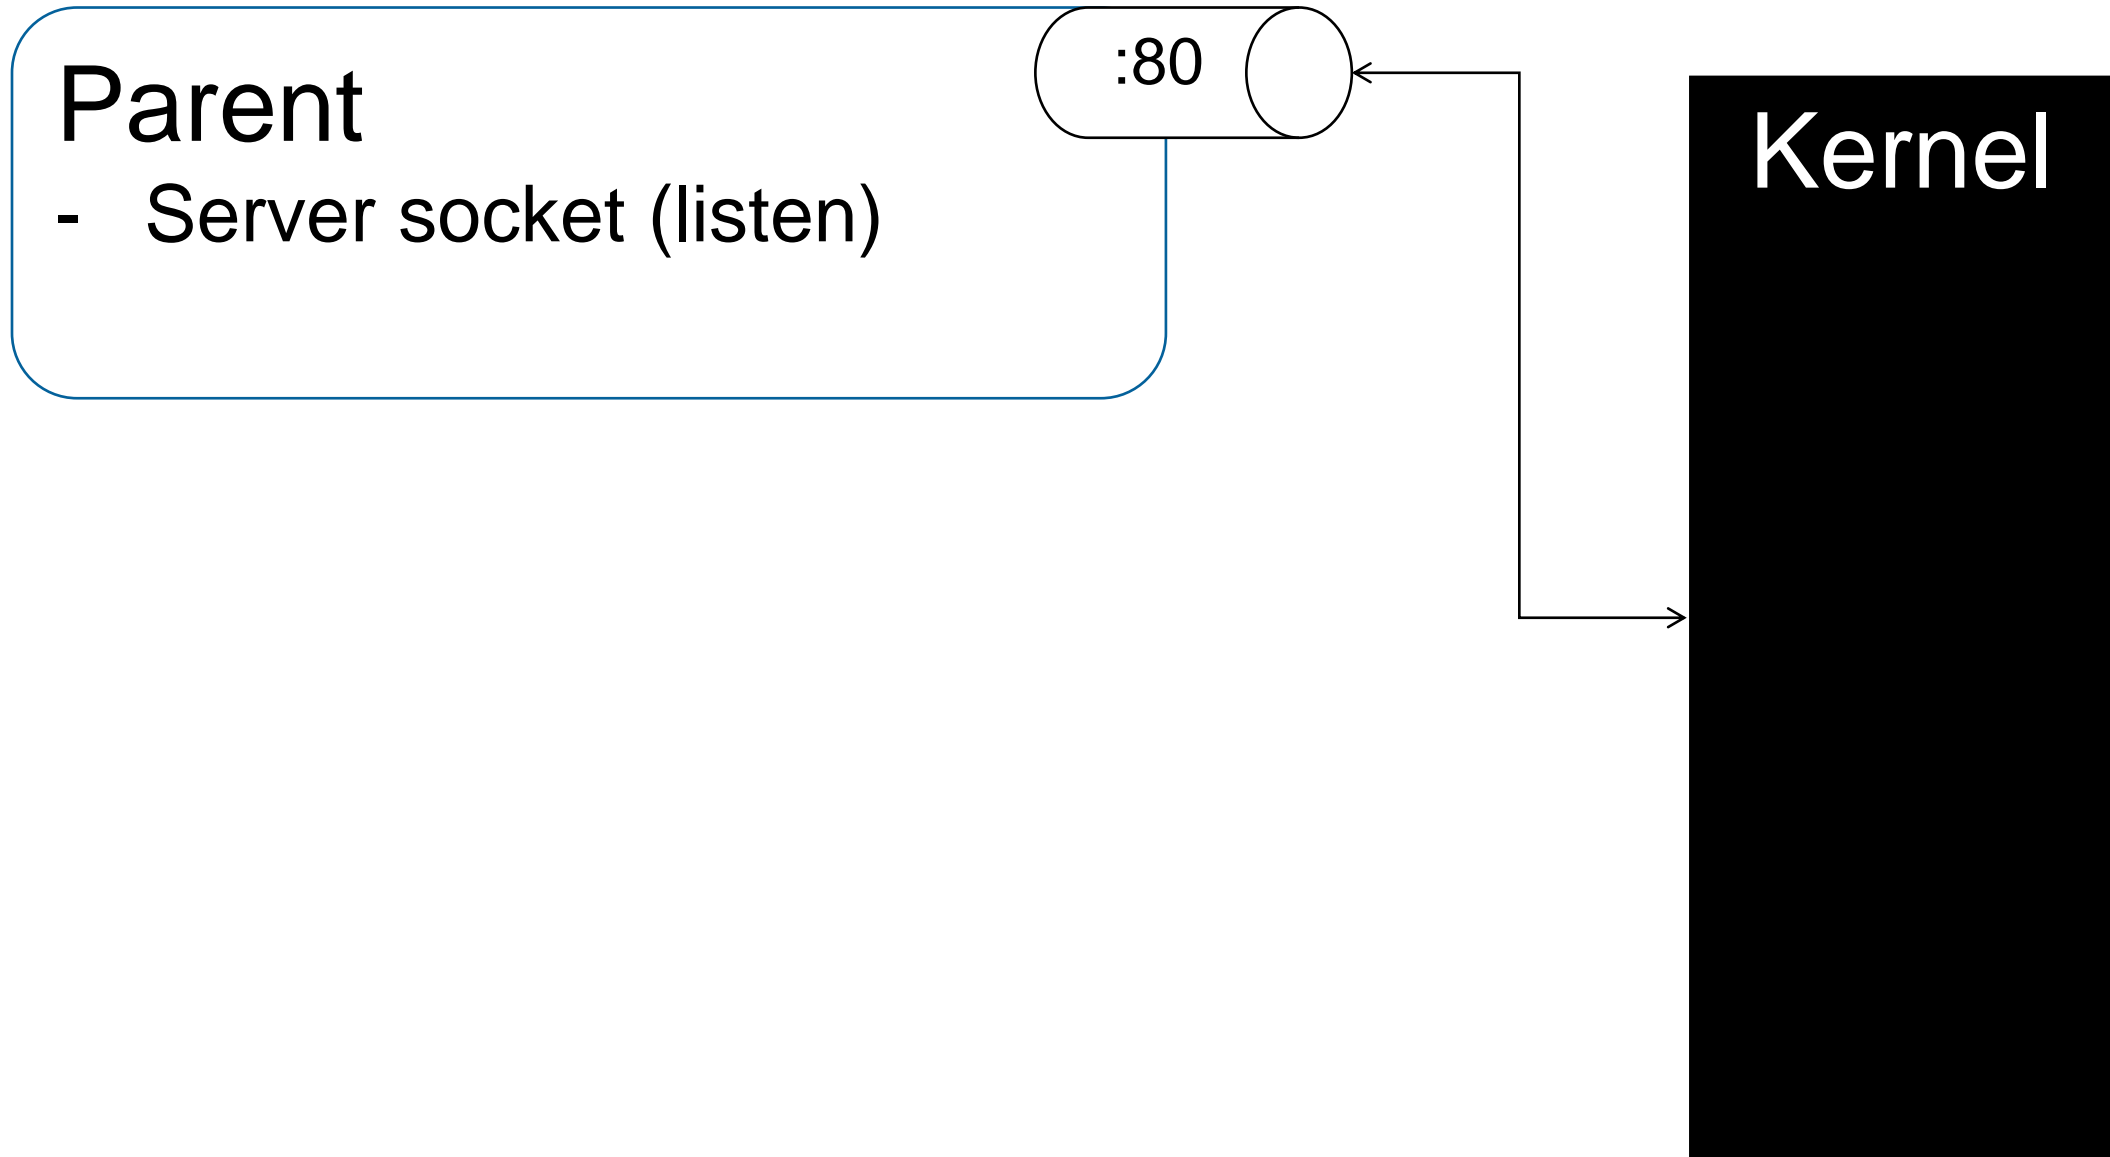 Parent
- Server socket (listen)
:80
Kernel